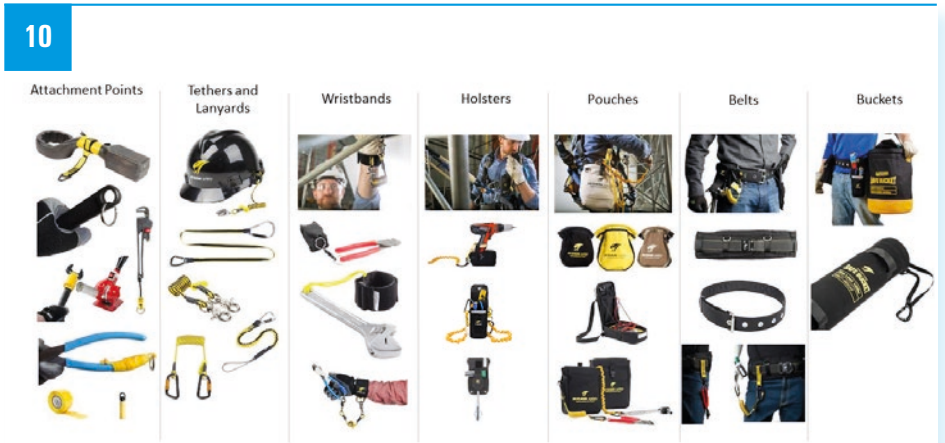 10
Attachment Points
Tethers and
Lanyards
Wristbands
Holsters
Pouches
Belts
Buckets